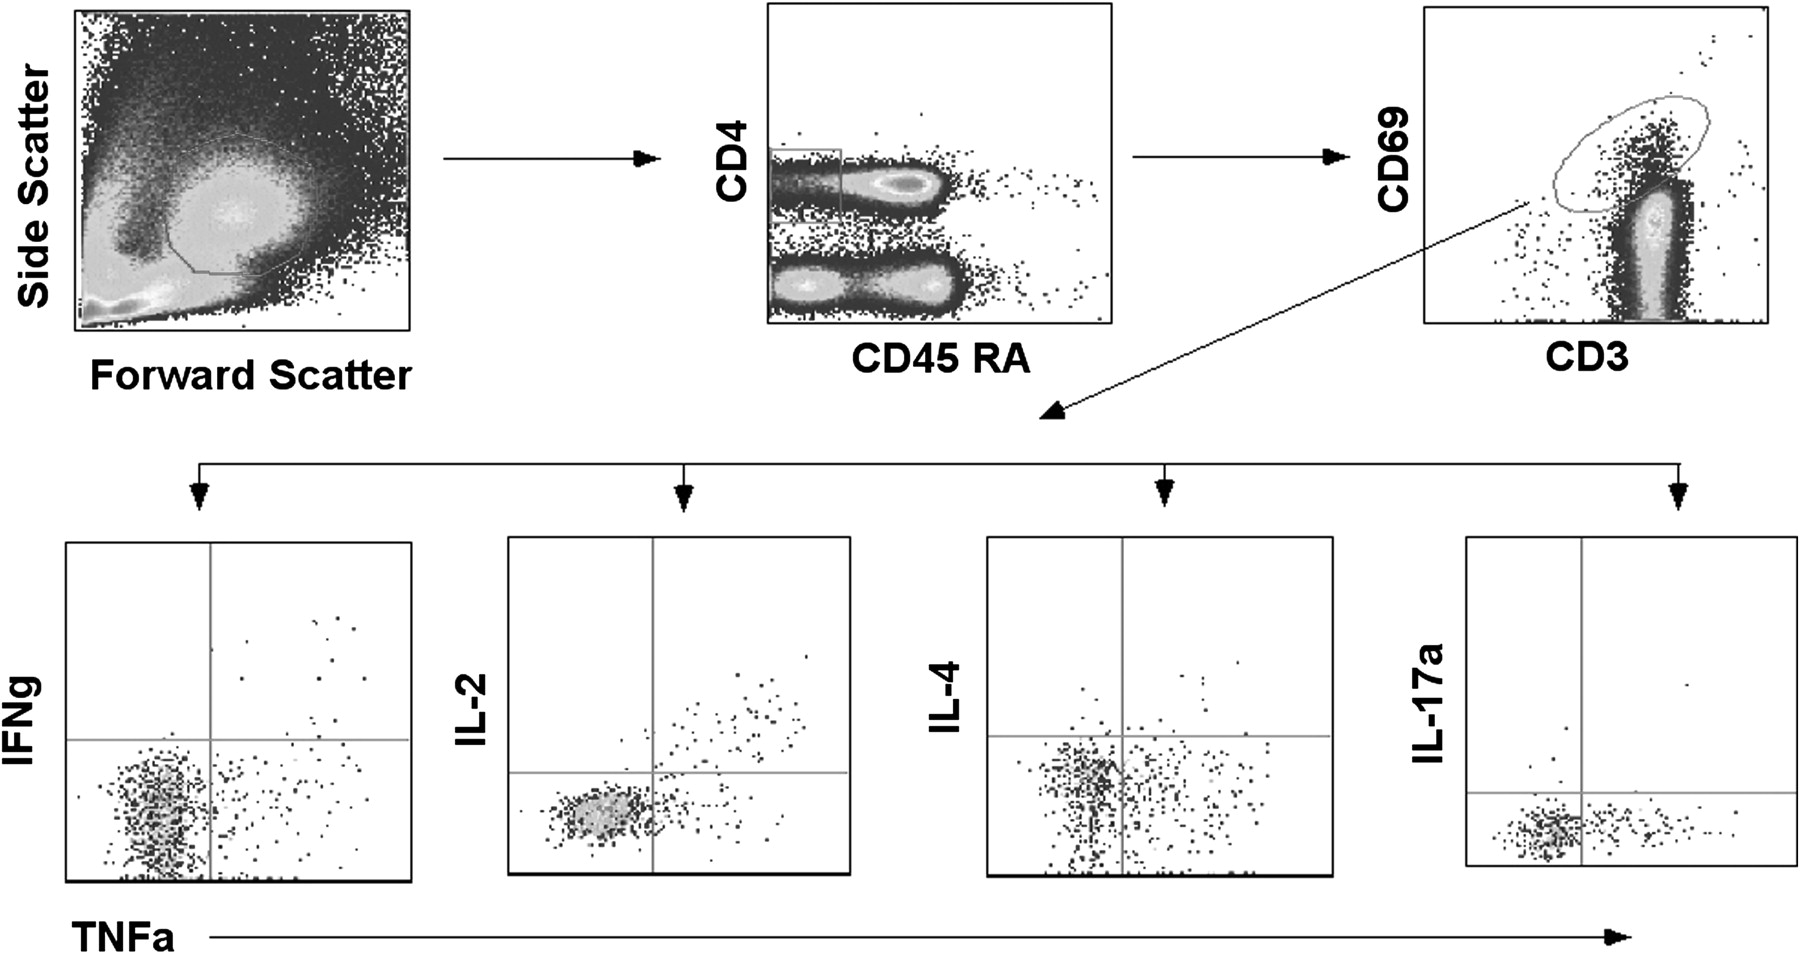 Side Scatter
Forward Scatter
CD4
CD45 RA
CD69
CD3
IFNg
IL-2
IL-4
IL-17a
TNFa